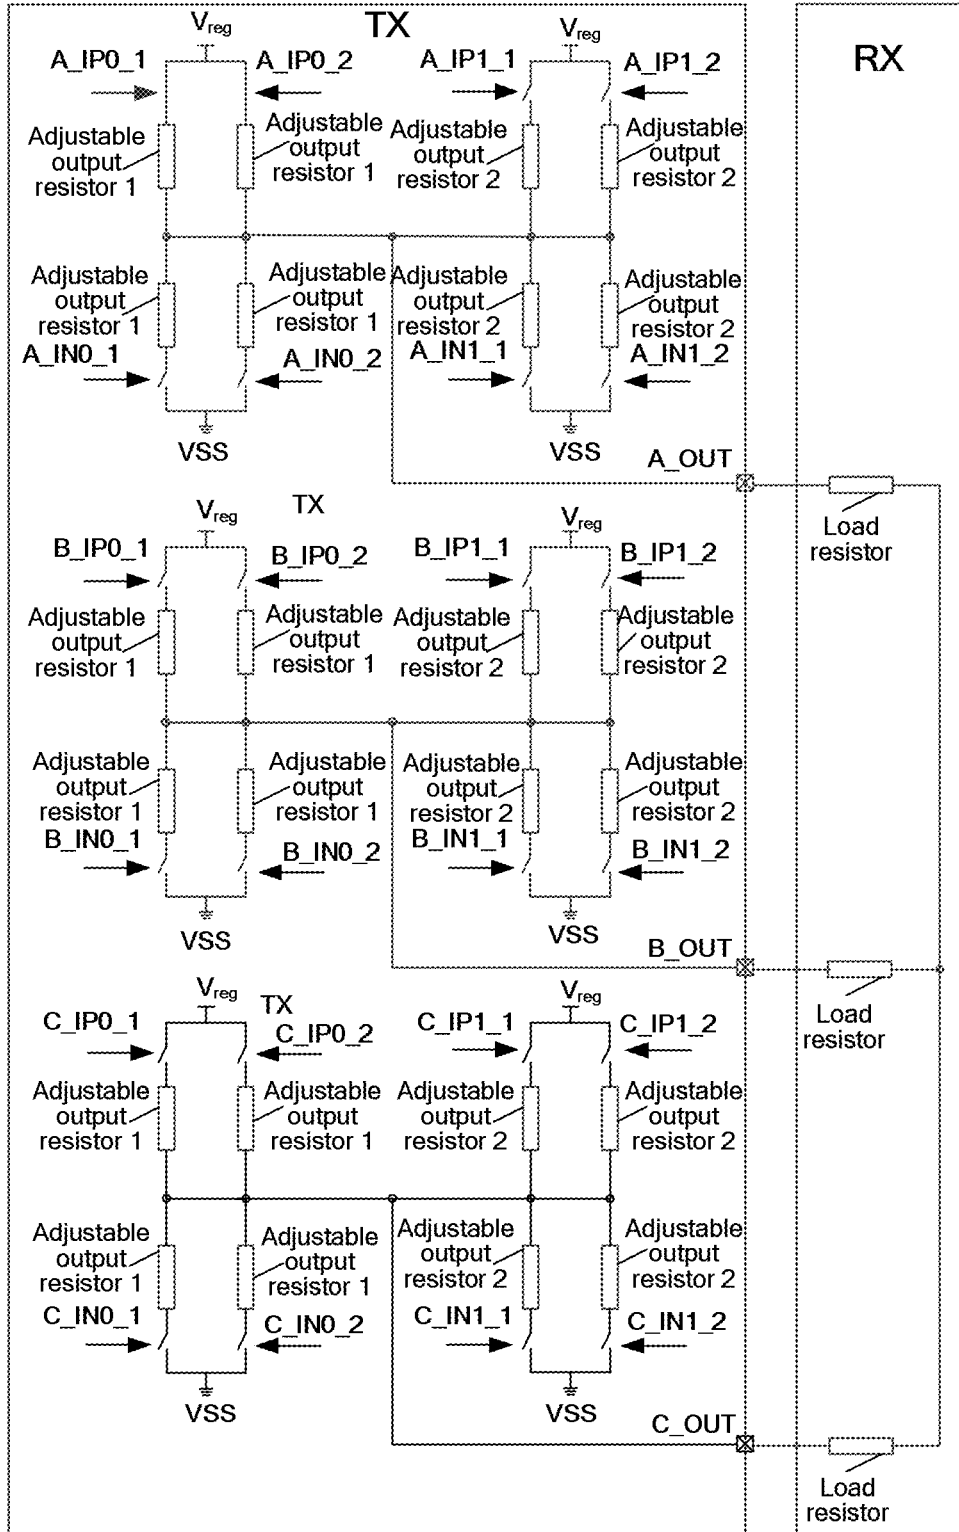 TX
RX
V_reg
V_reg
A_IP0_1
A_IP0_2
A_IP1_1
A_IP1_2
Adjustable
output
resistor 1
Adjustable
output
resistor 1
Adjustable
output
resistor 2
Adjustable
output
resistor 2
Adjustable
output
resistor 1
Adjustable
output
resistor 1
Adjustable
output
resistor 2
Adjustable
output
resistor 2
A_IN0_1
A_IN0_2
A_IN1_1
A_IN1_2
VSS
VSS
A_OUT
Load
resistor
TX
V_reg
V_reg
B_IP0_1
B_IP0_2
B_IP1_1
B_IP1_2
Adjustable
output
resistor 1
Adjustable
output
resistor 1
Adjustable
output
resistor 2
Adjustable
output
resistor 2
Adjustable
output
resistor 1
Adjustable
output
resistor 1
Adjustable
output
resistor 2
Adjustable
output
resistor 2
B_IN0_1
B_IN0_2
B_IN1_1
B_IN1_2
VSS
VSS
B_OUT
Load
resistor
TX
V_reg
V_reg
C_IP0_1
C_IP0_2
C_IP1_1
C_IP1_2
Adjustable
output
resistor 1
Adjustable
output
resistor 1
Adjustable
output
resistor 2
Adjustable
output
resistor 2
Adjustable
output
resistor 1
Adjustable
output
resistor 1
Adjustable
output
resistor 2
Adjustable
output
resistor 2
C_IN0_1
C_IN0_2
C_IN1_1
C_IN1_2
VSS
VSS
C_OUT
Load
resistor